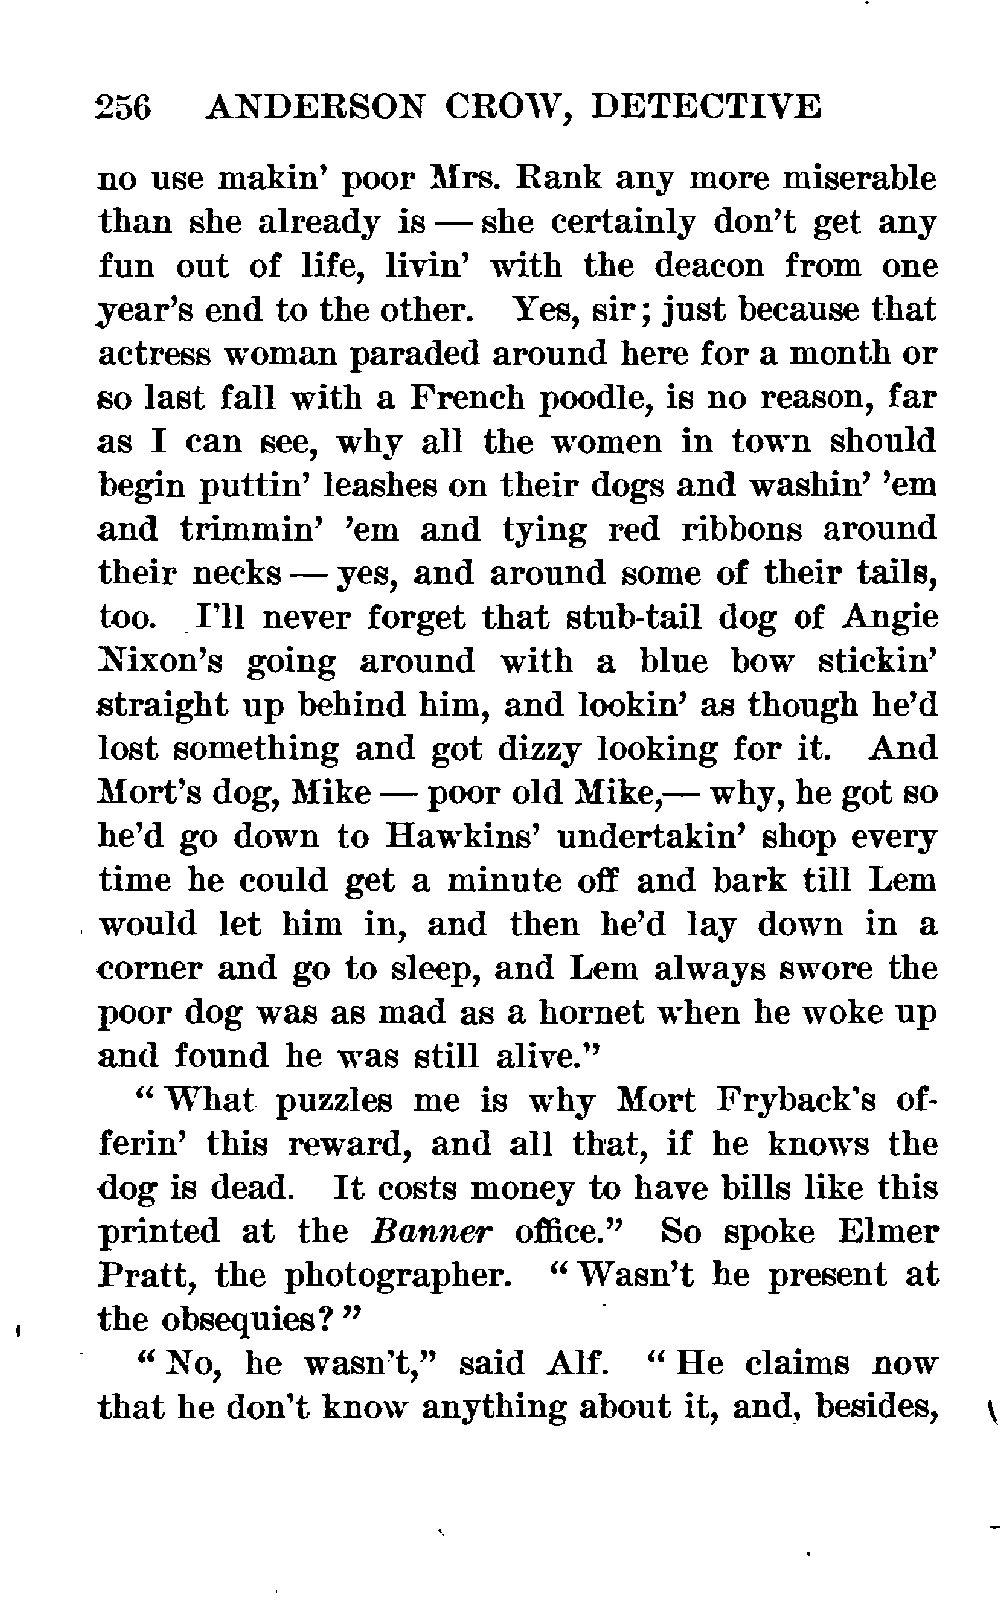 256 ANDERSON CROW, DETECTIVE
no use makin' poor Mrs. Rank any more miserable
than she already is — she certainly don't get any
fun out of life, livin' with the deacon from one
year's end to the other. Yes, sir; just because that
actress woman paraded around here for a month or
so last fall with a French poodle, is no reason, far
as I can see, why all the women in town should
begin puttin' leashes on their dogs and washin' 'em
and trimmin' 'em and tying red ribbons around
their necks — yes, and around some of their tails,
too. I'll never forget that stub-tail dog of Angie
Nixon's going around with a blue bow stickin'
straight up behind him, and lookin' as though he'd
lost something and got dizzy looking for it. And
Mort's dog, Mike — poor old Mike,— why, he got so
he'd go down to Hawkins' undertakin' shop every
time he could get a minute off and bark till Lem
would let him in, and then he'd lay down in a
corner and go to sleep, and Lem always swore the
poor dog was as mad as a hornet when he woke up
and found he was still alive."
" What puzzles me is why Mort Fryback's of-
ferin' this reward, and all that, if he knows the
dog is dead. It costs money to have bills like this
printed at the Banner office." So spoke Elmer
Pratt, the photographer. " Wasn't he present at
the obsequies? "
" No, he wasn't," said Alf. " He claims now
that he don't know anything about it, and, besides,